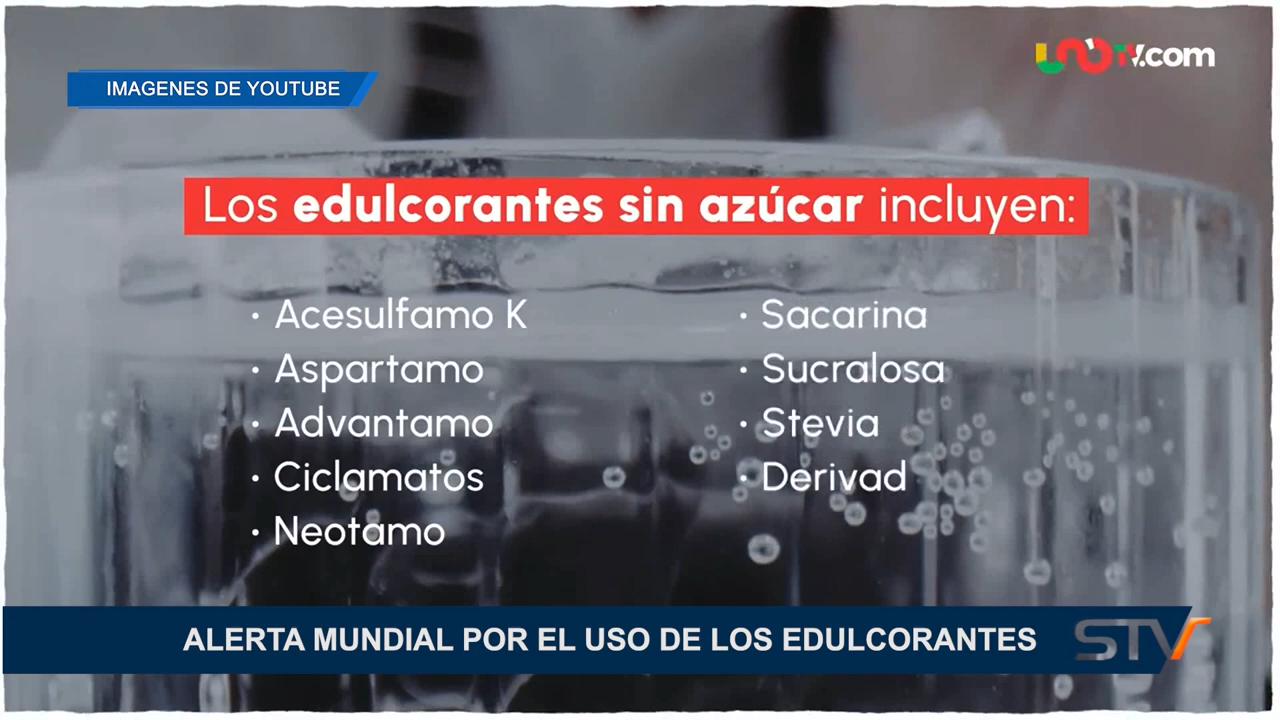 UNOTV.com
IMAGENES DE YOUTUBE
Los edulcorantes sin azúcar incluyen:
· Acesulfamo K
· Aspartamo
· Advantamo
· Ciclamatos
· Neotamo
· Sacarina
· Sucralosa
· Stevia
· Derivad
ALERTA MUNDIAL POR EL USO DE LOS EDULCORANTES
STV